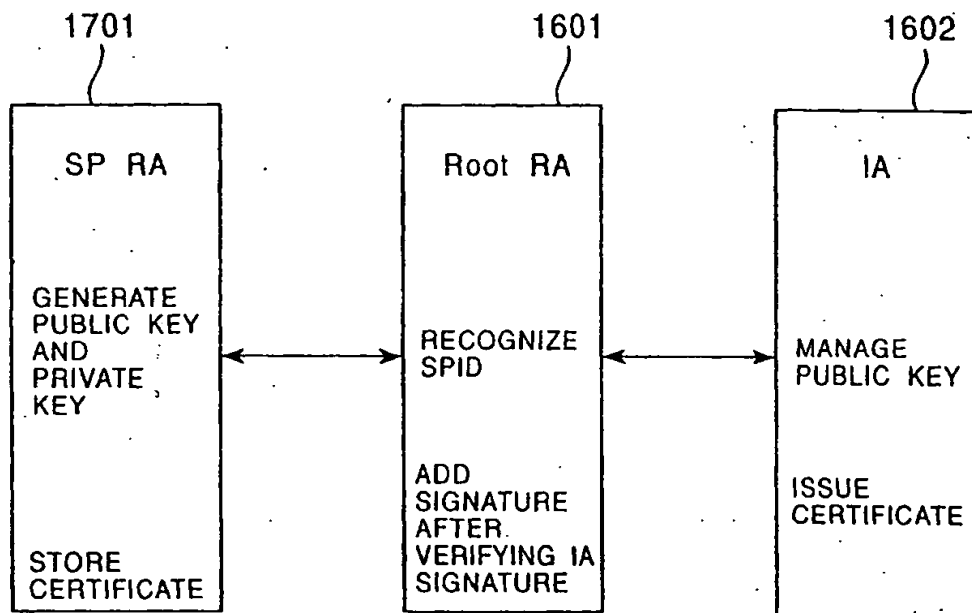 1701
1601
1602
SP RA
Root RA
IA
GENERATE
PUBLIC KEY
AND
PRIVATE
KEY
RECOGNIZE
SPID
MANAGE
PUBLIC KEY
STORE
CERTIFICATE
ADD
SIGNATURE
AFTER
VERIFYING IA
SIGNATURE
ISSUE
CERTIFICATE